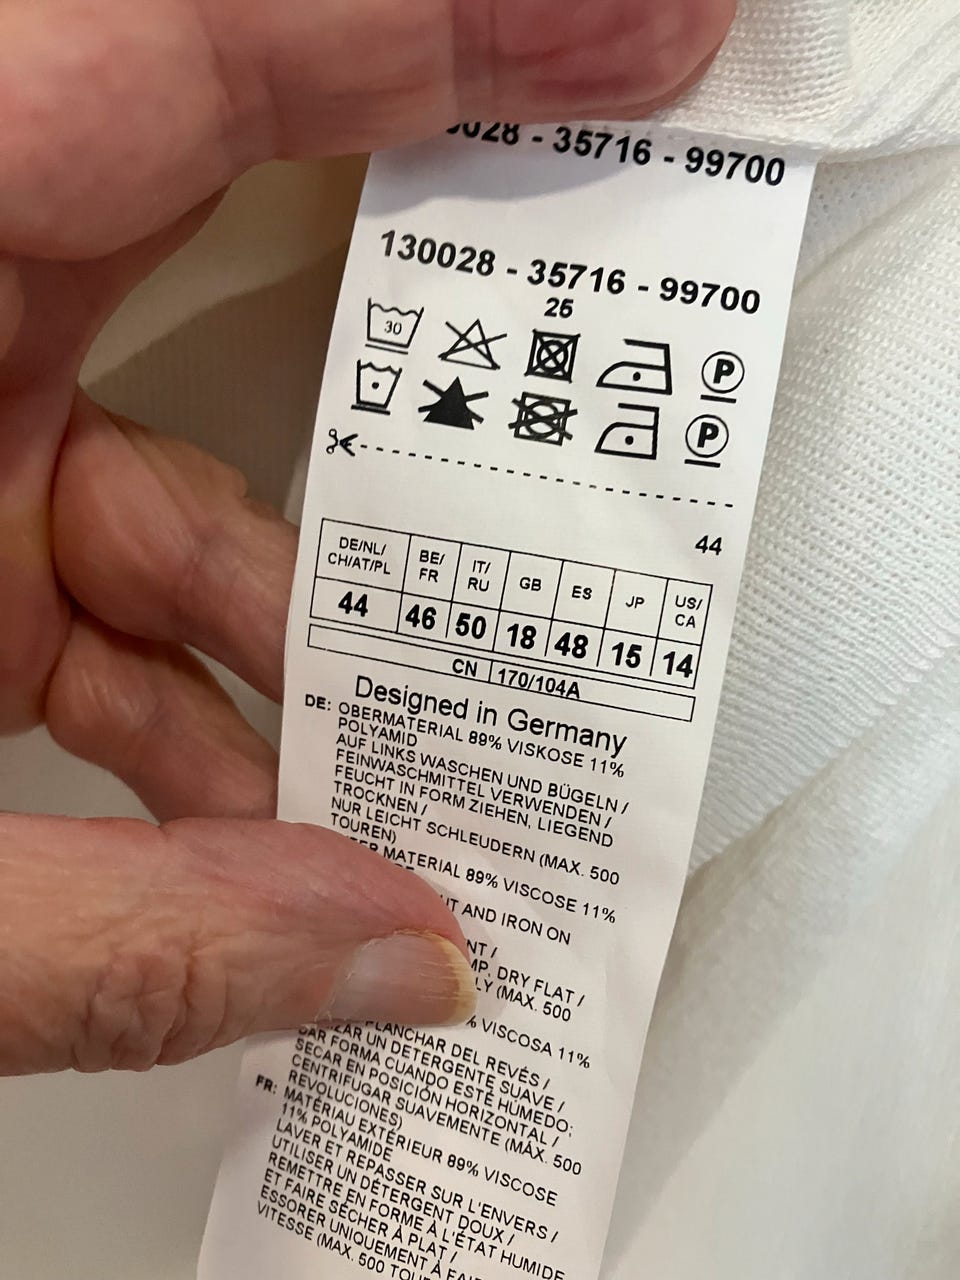 0028 - 35716 - 99700
130028 - 35716 - 99700
26
30
P
P
44
DE/NL/
CH/AT/PL
BE/
FR
IT/
RU
GB
ES
JP
US/
CA
44 46 50 18 48 15 14
CN 170/104A
Designed in Germany
DE: OBERMATERIAL 89% VISKOSE 11%
POLYAMID
AUF LINKS WASCHEN UND BÜGELN /
FEINWASCHMITTEL VERWENDEN /
FEUCHT IN FORM ZIEHEN, LIEGEND
TROCKNEN /
NUR LEICHT SCHLEUDERN (MAX. 500
TOUREN)
MATERIAL 89% VISCOSE 11%
AND IRON ON
/
DRY FLAT /
(MAX. 500
% VISCOSA 11%
PLANCHAR DEL REVÉS /
UN DETERGENTE SUAVE /
DAR FORMA CUANDO ESTÉ HÚMEDO;
SECAR EN POSICIÓN HORIZONTAL /
CENTRIFUGAR SUAVEMENTE (MÁX. 500
REVOLUCIONES)
FR: MATÉRIAU EXTÉRIEUR 89% VISCOSE
11% POLYAMIDE
LAVER ET REPASSER SUR L'ENVERS /
UTILISER UN DÉTERGENT DOUX /
REMETTRE EN FORME À L'ÉTAT HUMIDE
ET FAIRE SÉCHER À PLAT /
ESSORER UNIQUEMENT À
VITESSE (MAX. 500